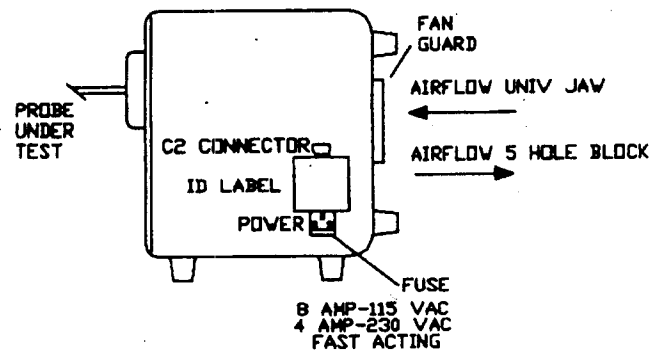 FAN
GUARD
AIRFLOW UNIV JAW
PROBE
UNDER
TEST
C2 CONNECTOR
AIRFLOW 5 HOLE BLOCK
ID LABEL
POWER
FUSE
8 AMP-115 VAC
4 AMP-230 VAC
FAST ACTING